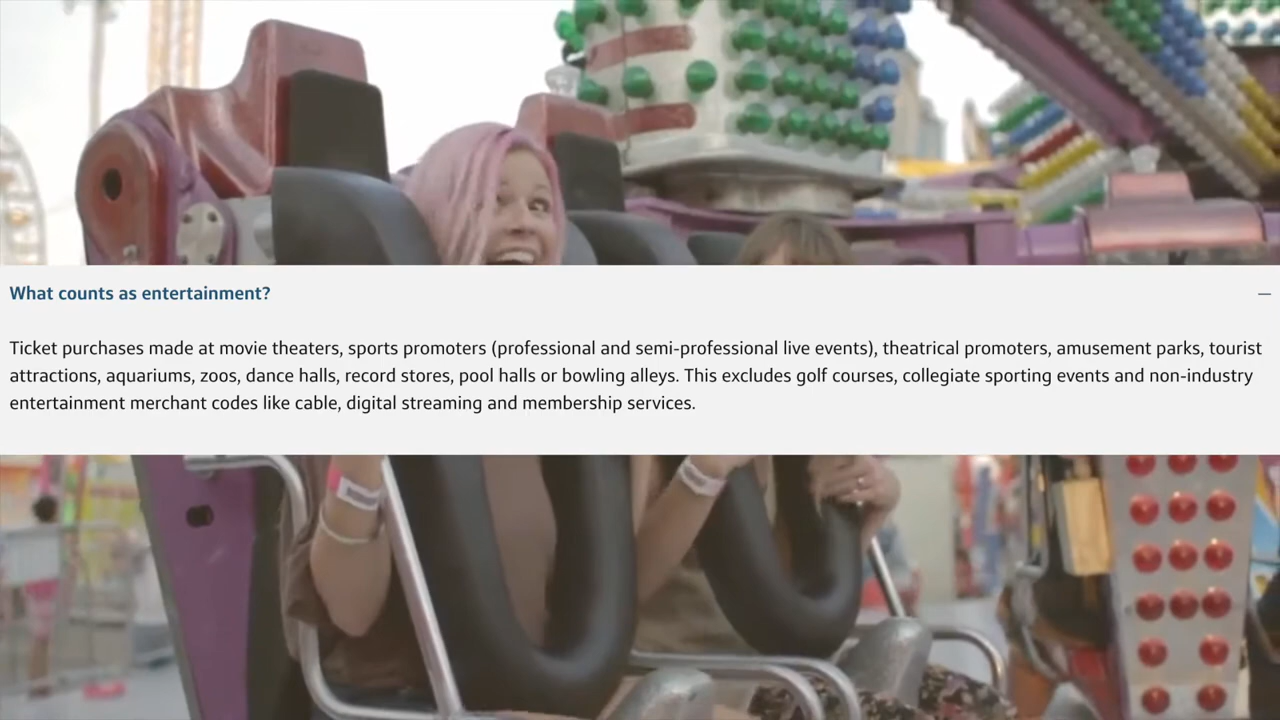 What counts as entertainment?
Ticket purchases made at movie theaters, sports promoters (professional and semi-professional live events), theatrical promoters, amusement parks, tourist
attractions, aquariums, zoos, dance halls, record stores, pool halls or bowling alleys. This excludes golf courses, collegiate sporting events and non-industry
entertainment merchant codes like cable, digital streaming and membership services.